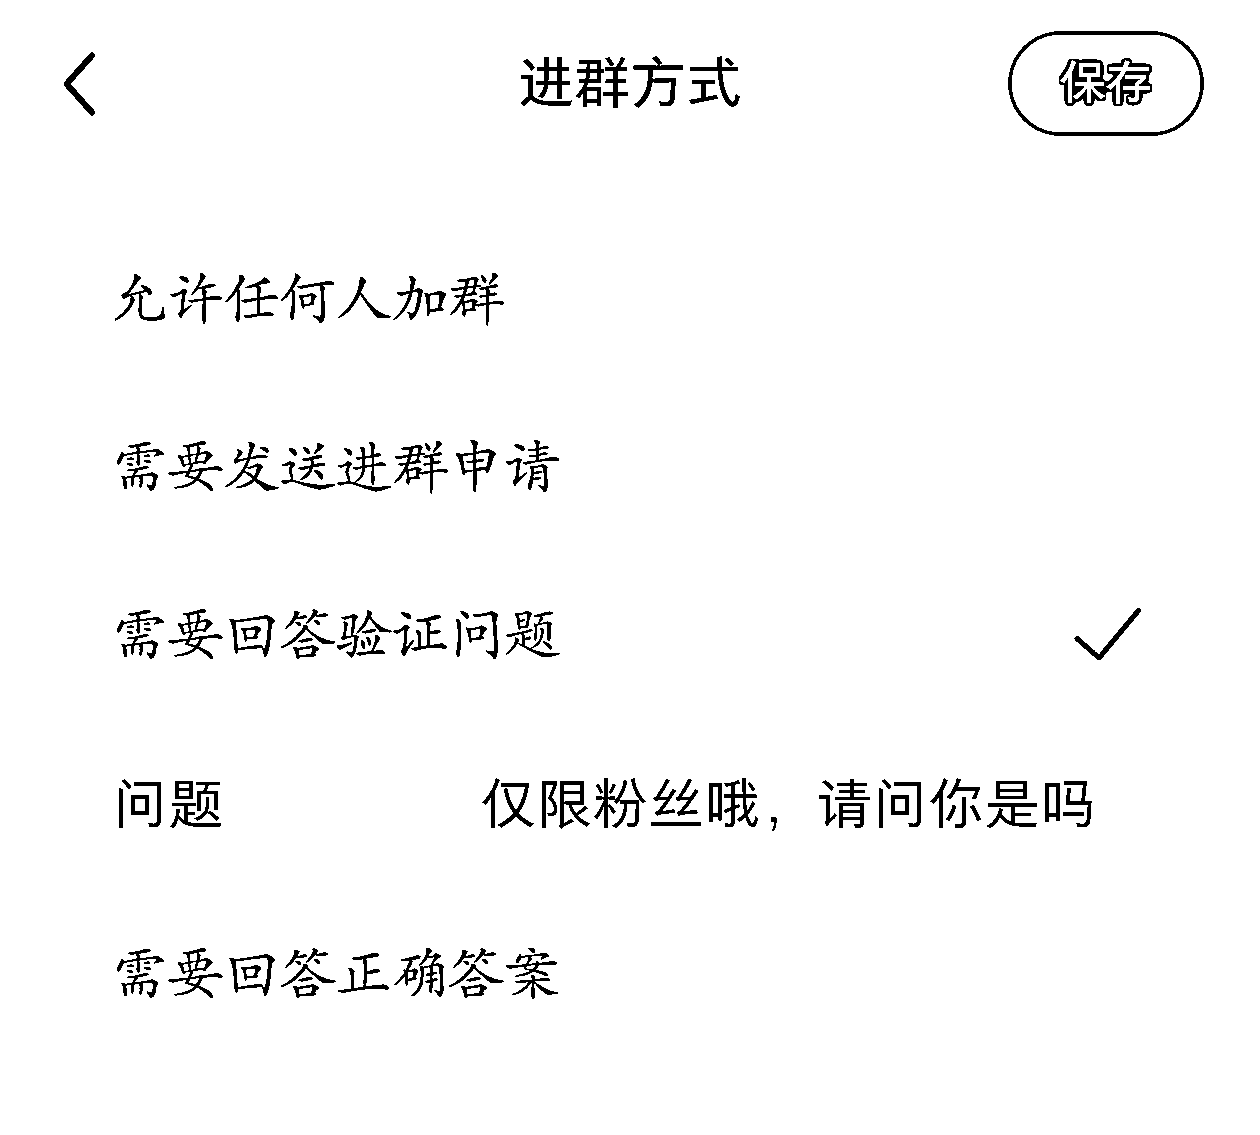 进群方式
保存
允许任何人加群
需要发送进群申请
需要回答验证问题
问题 仅限粉丝哦，请问你是吗
需要回答正确答案